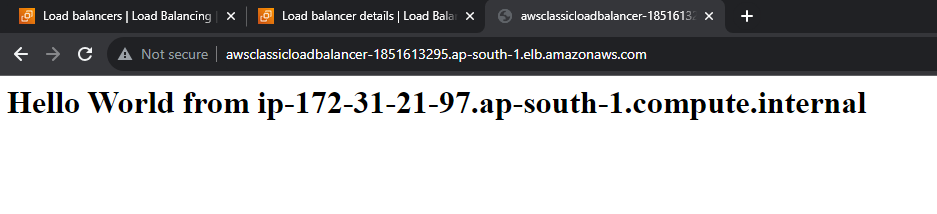 Load balancers | Load Balancing |
Load balancer details | Load Bala
awsclassicloadbalancer-1851613
Not secure
awsclassicloadbalancer-1851613295.ap-south-1.elb.amazonaws.com
Hello World from ip-172-31-21-97.ap-south-1.compute.internal